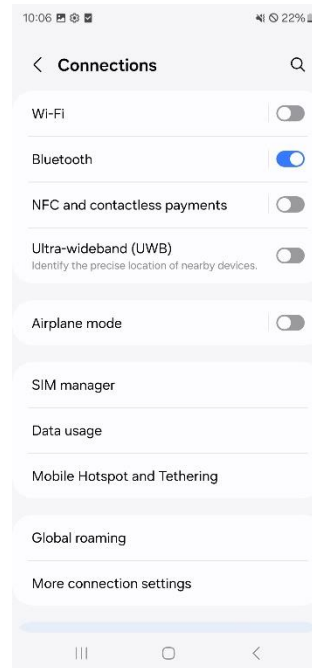 10:06
22%
Connections
Wi-Fi
Bluetooth
NFC and contactless payments
Ultra-wideband (UWB)
Identify the precise location of nearby devices.
Airplane mode
SIM manager
Data usage
Mobile Hotspot and Tethering
Global roaming
More connection settings